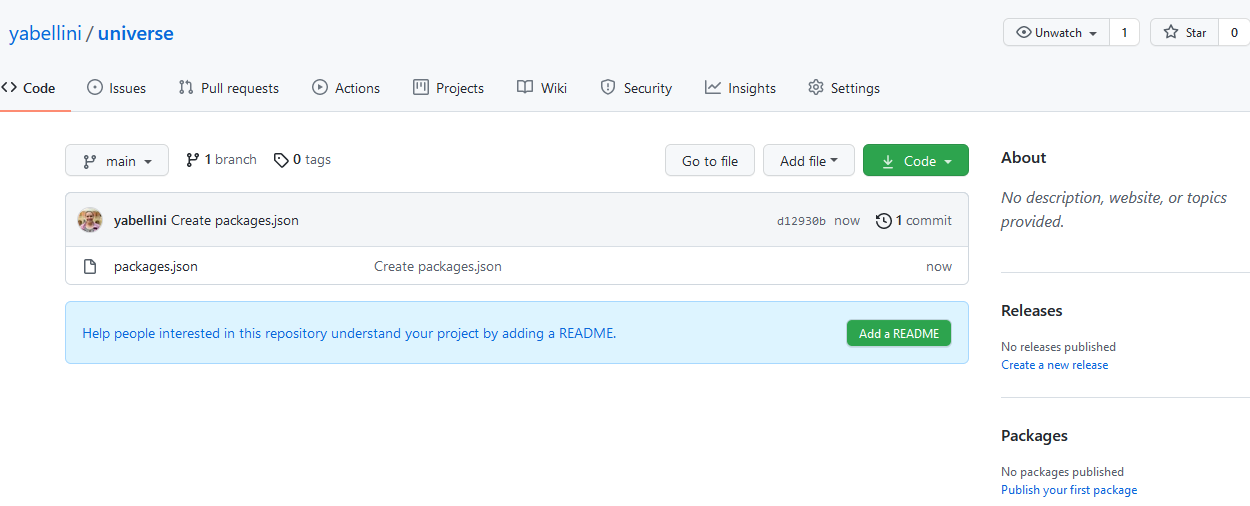 yabellini / universe
Unwatch 1 Star 0
Code Issues Pull requests Actions Projects Wiki Security Insights Settings
main 1 branch 0 tags Go to file Add file Code
yabellini Create packages.json d12930b now 1 commit
packages.json Create packages.json now
Help people interested in this repository understand your project by adding a README. Add a README
About
No description, website, or topics
provided.
Releases
No releases published
Create a new release
Packages
No packages published
Publish your first package